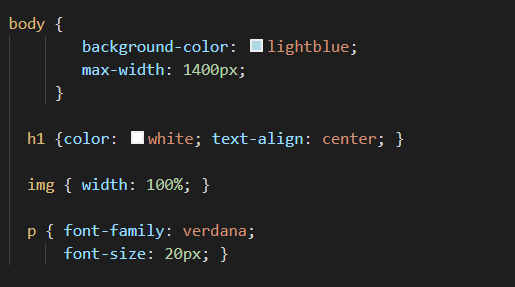 body {
background-color: lightblue;
max-width: 1400px;
}
h1 {color: white; text-align: center; }
img { width: 100%; }
p { font-family: verdana;
font-size: 20px; }